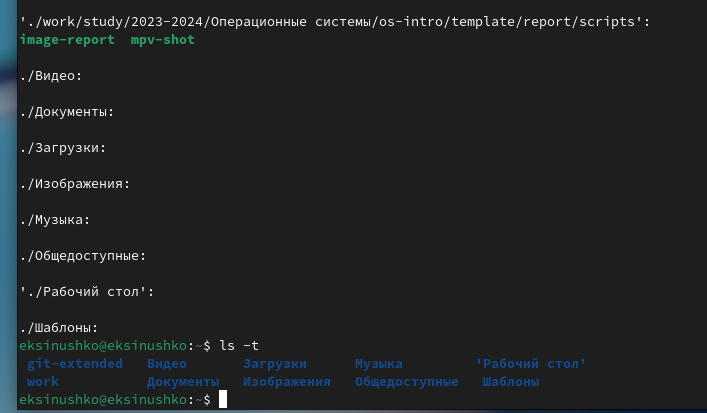 './work/study/2023-2024/Операционные системы/os-intro/template/report/scripts':
image-report  mpv-shot
./Видео:
./Документы:
./Загрузки:
./Изображения:
./Музыка:
./Общедоступные:
'./Рабочий стол':
./Шаблоны:
eksinushko@eksinushko:~$ ls -t
git-extended   Видео       Загрузки      Музыка         'Рабочий стол'
work           Документы   Изображения   Общедоступные   Шаблоны
eksinushko@eksinushko:~$